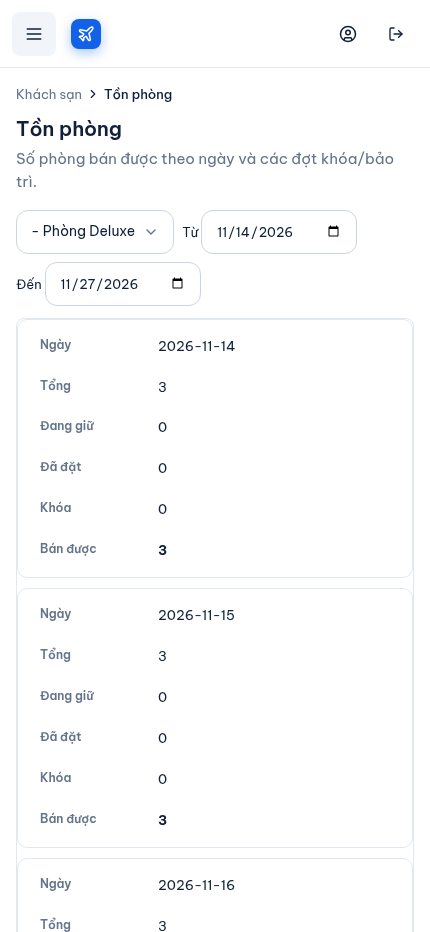 Khách sạn > Tồn phòng
Tồn phòng
Số phòng bán được theo ngày và các đợt khóa/bảo
trì.
- Phòng Deluxe Từ 11/14/2026
Đến 11/27/2026
Ngày 2026-11-14
Tổng 3
Đang giữ 0
Đã đặt 0
Khóa 0
Bán được 3
Ngày 2026-11-15
Tổng 3
Đang giữ 0
Đã đặt 0
Khóa 0
Bán được 3
Ngày 2026-11-16
Tổng 3